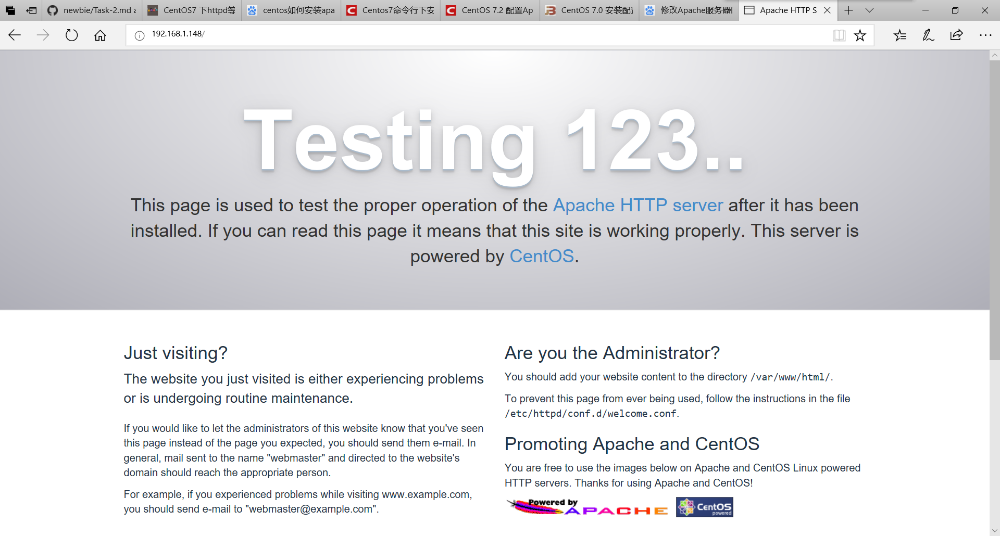 newbie/Task-2.md a
CentOS7 下httpd等
centos如何安装apa
Centos7命令行下安
CentOS 7.2 配置Ap
CentOS 7.0 安装配置
修改Apache服务器
Apache HTTP S
192.168.1.148/
Testing 123..
This page is used to test the proper operation of the Apache HTTP server after it has been
installed. If you can read this page it means that this site is working properly. This server is
powered by CentOS.
Just visiting?
The website you just visited is either experiencing problems
or is undergoing routine maintenance.
If you would like to let the administrators of this website know that you've seen
this page instead of the page you expected, you should send them e-mail. In
general, mail sent to the name "webmaster" and directed to the website's
domain should reach the appropriate person.
For example, if you experienced problems while visiting www.example.com,
you should send e-mail to "webmaster@example.com".
Are you the Administrator?
You should add your website content to the directory /var/www/html/.
To prevent this page from ever being used, follow the instructions in the file
/etc/httpd/conf.d/welcome.conf.
Promoting Apache and CentOS
You are free to use the images below on Apache and CentOS Linux powered
HTTP servers. Thanks for using Apache and CentOS!
Powered by
APACHE
CentOS
powered